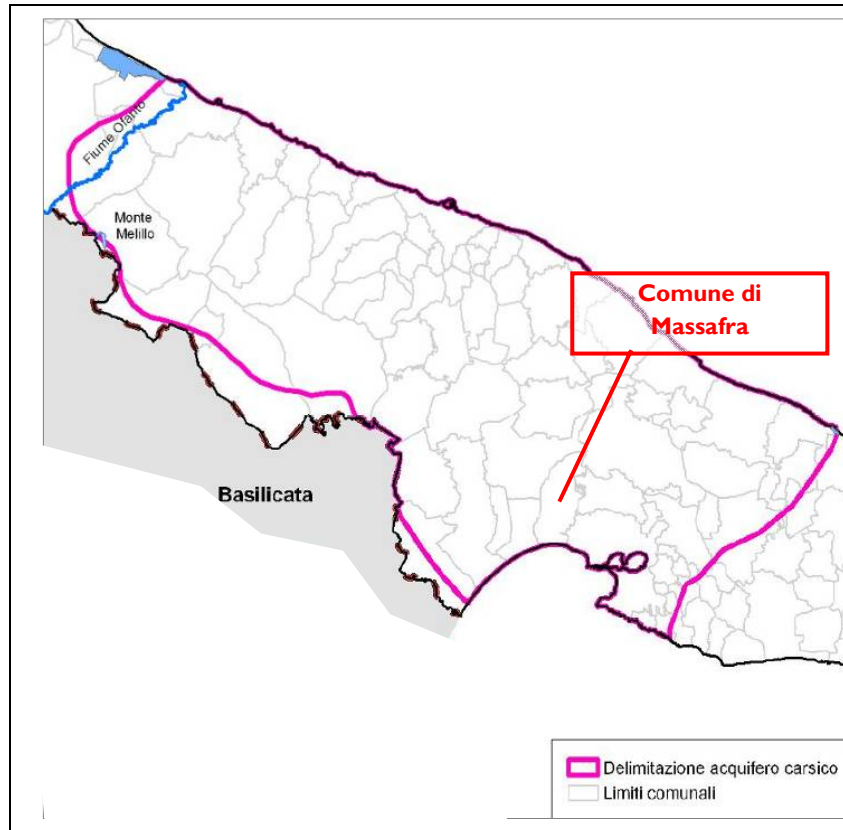 Fiume Ofanto
Monte
Melillo
Comune di
Massafra
Basilicata
Delimitazione acquifero carsico
Limiti comunali